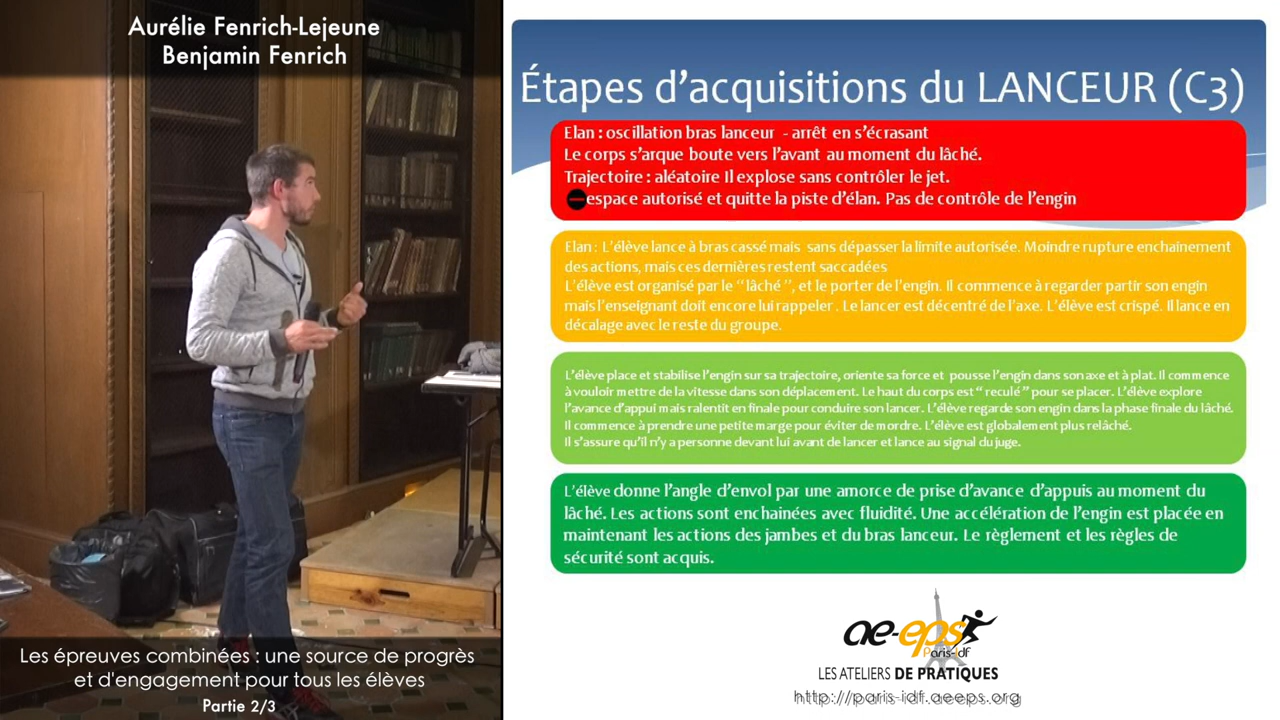 Aurélie Fenrich-Lejeune
Benjamin Fenrich
Étapes d'acquisitions du LANCEUR (C3)
Elan : oscillation bras lanceur - arrêt en s'écrasant
Le corps s'arque boute vers l'avant au moment du lâché.
Trajectoire : aléatoire Il explose sans contrôler le jet.
espace autorisé et quitte la piste d'élan. Pas de contrôle de l'engin
Elan : L'élève lance à bras cassé mais sans dépasser la limite autorisée. Moindre rupture enchaînement
des actions, mais ces dernières restent saccadées
L'élève est organisé par le "lâché", et le porter de l'engin. Il commence à regarder partir son engin
mais l'enseignant doit encore lui rappeler . Le lancer est décentré de l'axe. L'élève est crispé. Il lance en
décalage avec le reste du groupe.
L'élève place et stabilise l'engin sur sa trajectoire, oriente sa force et pousse l'engin dans son axe et à plat. Il commence
à vouloir mettre de la vitesse dans son déplacement. Le haut du corps est "reculé" pour se placer. L'élève explore
l'avance d'appui mais ralentit en finale pour conduire son lancer. L'élève regarde son engin dans la phase finale du lâché.
Il commence à prendre une petite marge pour éviter de mordre. L'élève est globalement plus relâché.
Il s'assure qu'il n'y a personne devant lui avant de lancer et lance au signal du juge.
L'élève donne l'angle d'envol par une amorce de prise d'avance d'appuis au moment du
lâché. Les actions sont enchainées avec fluidité. Une accélération de l'engin est placée en
maintenant les actions des jambes et du bras lanceur. Le règlement et les règles de
sécurité sont acquis.
ae-eps
Paris-Idf
LES ATELIERS DE PRATIQUES
http://paris-idf.aeeps.org
Les épreuves combinées : une source de progrès
et d'engagement pour tous les élèves
Partie 2/3